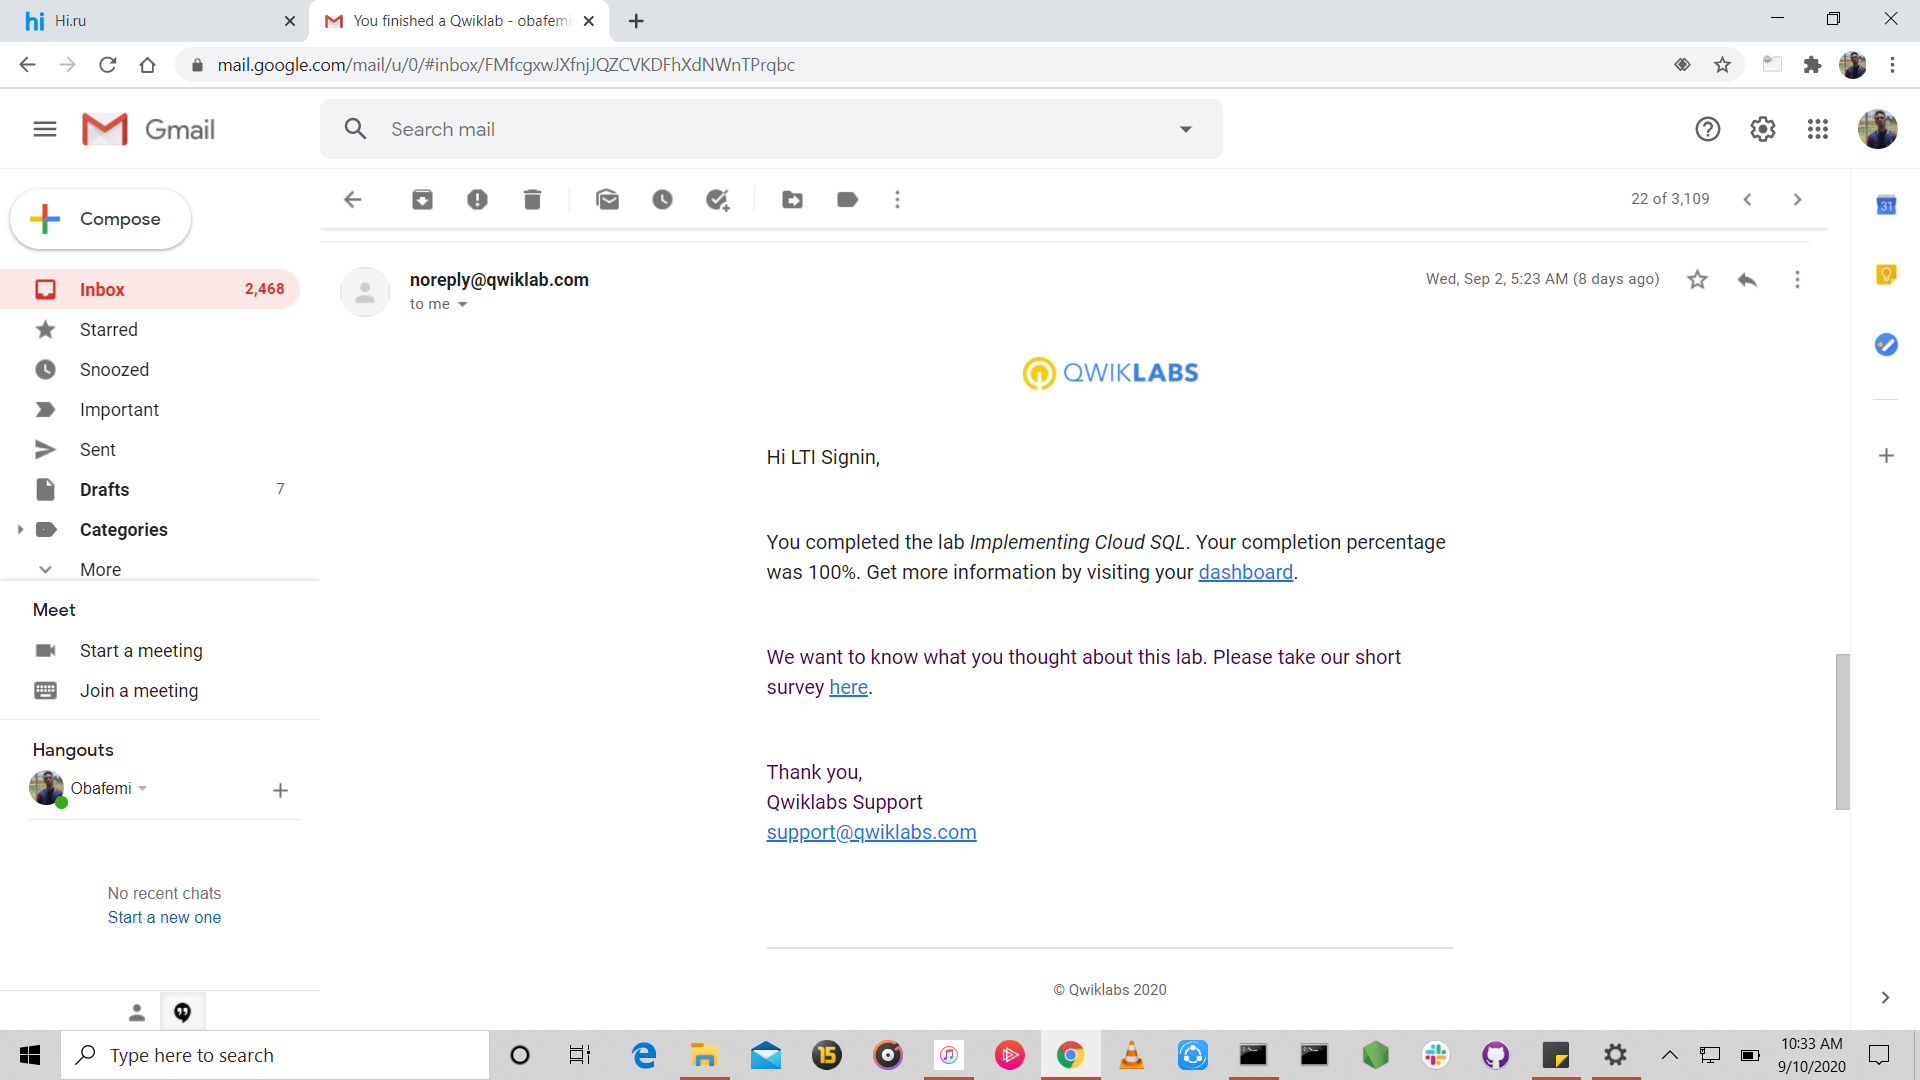 Hi.ru
You finished a Qwiklab - obafemi
mail.google.com/mail/u/0/#inbox/FMfcgxwJXfnjJQZCVKDFhXdNWnTPrqbc
Gmail
Search mail
Compose
22 of 3,109
31
Inbox 2,468
Starred
Snoozed
Important
Sent
Drafts 7
Categories
More
Meet
Start a meeting
Join a meeting
Hangouts
Obafemi
No recent chats
Start a new one
noreply@qwiklab.com
to me
Wed, Sep 2, 5:23 AM (8 days ago)
QWIKLABS
Hi LTI Signin,
You completed the lab Implementing Cloud SQL. Your completion percentage
was 100%. Get more information by visiting your dashboard.
We want to know what you thought about this lab. Please take our short
survey here.
Thank you,
Qwiklabs Support
support@qwiklabs.com
© Qwiklabs 2020
Type here to search
15
10:33 AM
9/10/2020